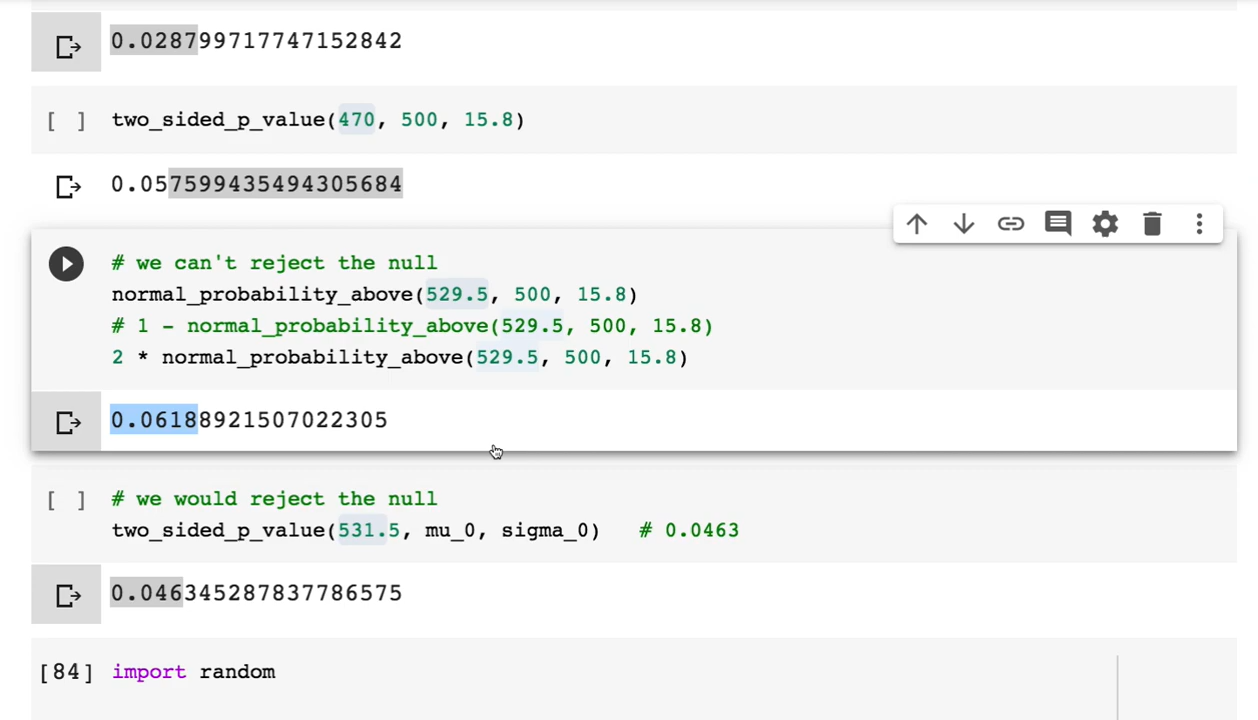 0.028799717747152842
[ ] two_sided_p_value(470, 500, 15.8)
0.057599435494305684
# we can't reject the null
normal_probability_above(529.5, 500, 15.8)
# 1 - normal_probability_above(529.5, 500, 15.8)
2 * normal_probability_above(529.5, 500, 15.8)
0.06188921507022305
[ ] # we would reject the null
two_sided_p_value(531.5, mu_0, sigma_0)   # 0.0463
0.046345287837786575
[84] import random